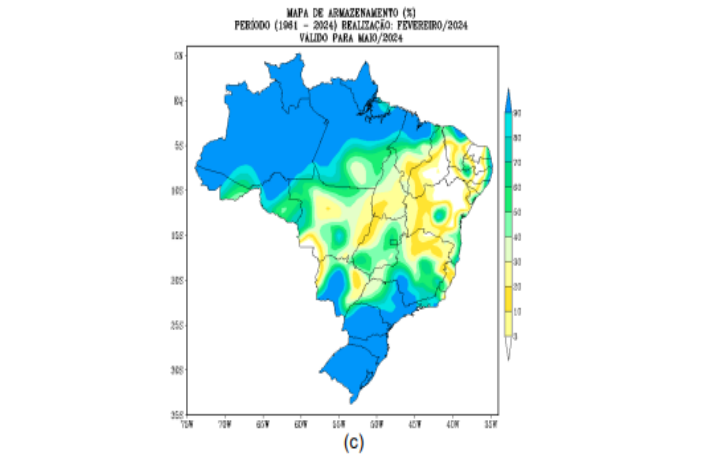 MAPA DE ARMAZENAMENTO (%)
PERÍODO (1961 - 2024) REALIZAÇÃO: FEVEREIRO/2024
VÁLIDO PARA MAIO/2024
5N
EQ
5S
10S
15S
20S
25S
30S
35S
75W 70W 65W 60W 55W 50W 45W 40W 35W
90
80
70
60
50
40
30
20
10
0
(c)